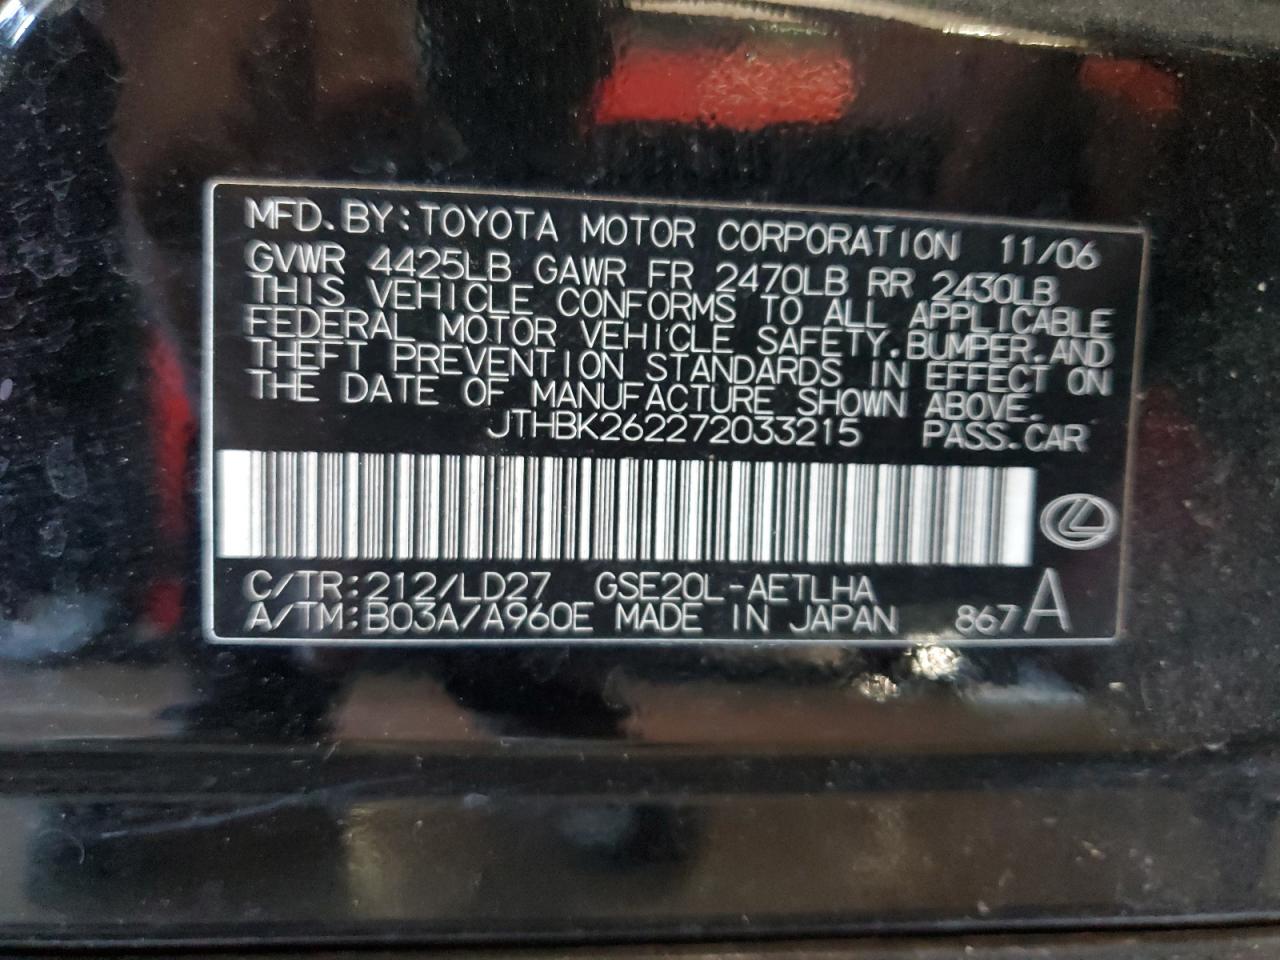 MFD.BY:TOYOTA MOTOR CORPORATION 11/06
GVWR 4425LB GAWR FR 2470LB RR 2430LB
THIS VEHICLE CONFORMS TO ALL APPLICABLE
FEDERAL MOTOR VEHICLE SAFETY.BUMPER.AND
THEFT PREVENTION STANDARDS IN EFFECT ON
THE DATE OF MANUFACTURE SHOWN ABOVE.
JTHBK262272033215 PASS.CAR
C/TR:212/LD27 GSE20L-AETLHA
A/TM:B03A/A960E MADE IN JAPAN 867 A